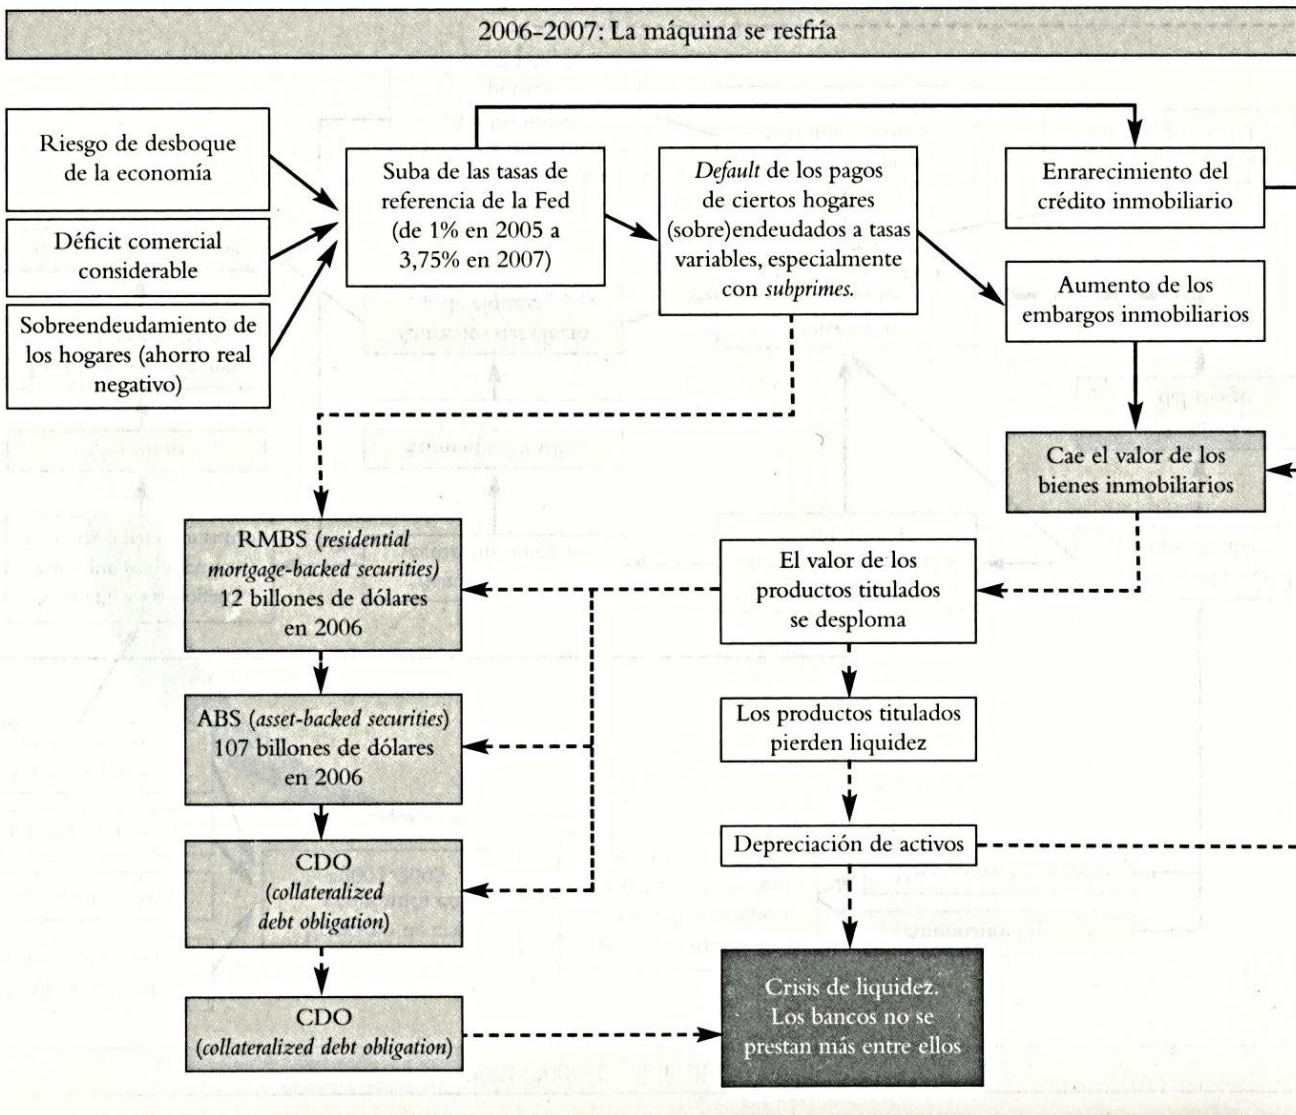 2006-2007: La máquina se resfría
Riesgo de desboque
de la economía
Déficit comercial
considerable
Sobreendeudamiento de
los hogares (ahorro real
negativo)
Suba de las tasas de
referencia de la Fed
(de 1% en 2005 a
3,75% en 2007)
Default de los pagos
de ciertos hogares
(sobre)endeudados a tasas
variables, especialmente
con subprimes.
Enrarecimiento del
crédito inmobiliario
Aumento de los
embargos inmobiliarios
Cae el valor de los
bienes inmobiliarios
RMBS (residential
mortgage-backed securities)
12 billones de dólares
en 2006
El valor de los
productos titulados
se desploma
ABS (asset-backed securities)
107 billones de dólares
en 2006
Los productos titulados
pierden liquidez
CDO
(collateralized
debt obligation)
Depreciación de activos
CDO
(collateralized debt obligation)
Crisis de liquidez.
Los bancos no se
prestan más entre ellos